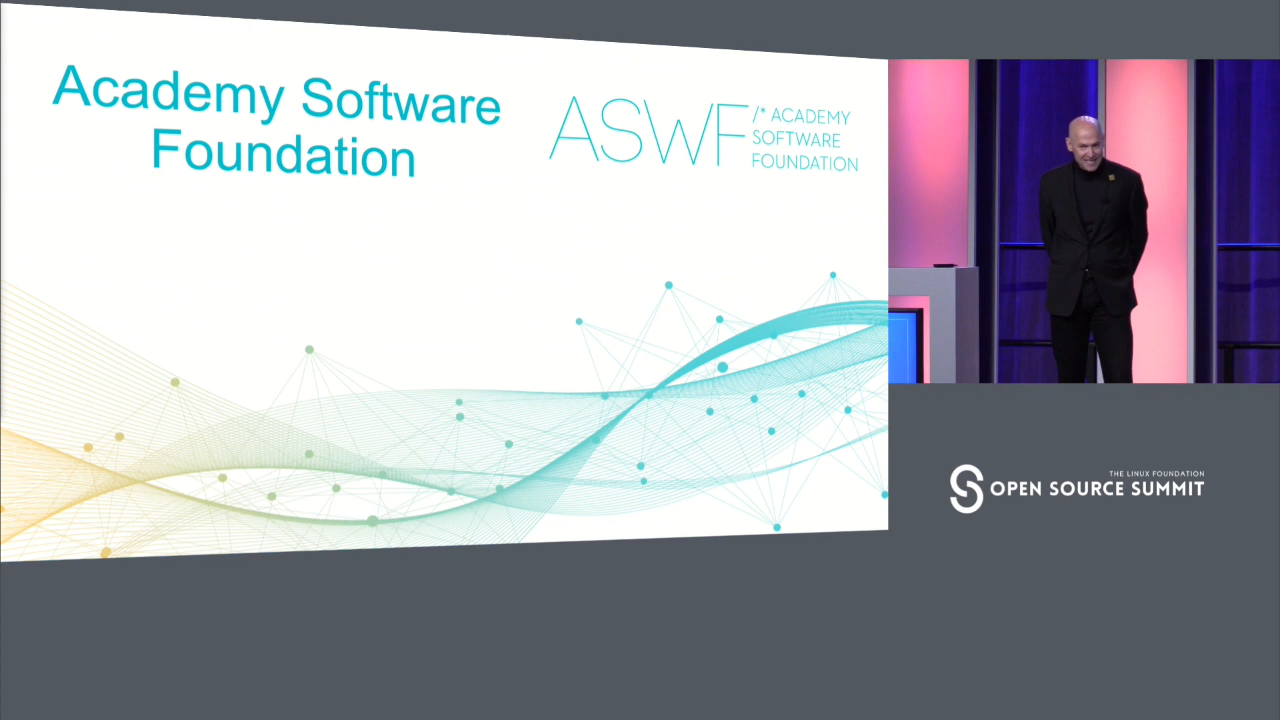 Academy Software
Foundation
ASWF
/* ACADEMY
SOFTWARE
FOUNDATION
THE LINUX FOUNDATION
OPEN SOURCE SUMMIT